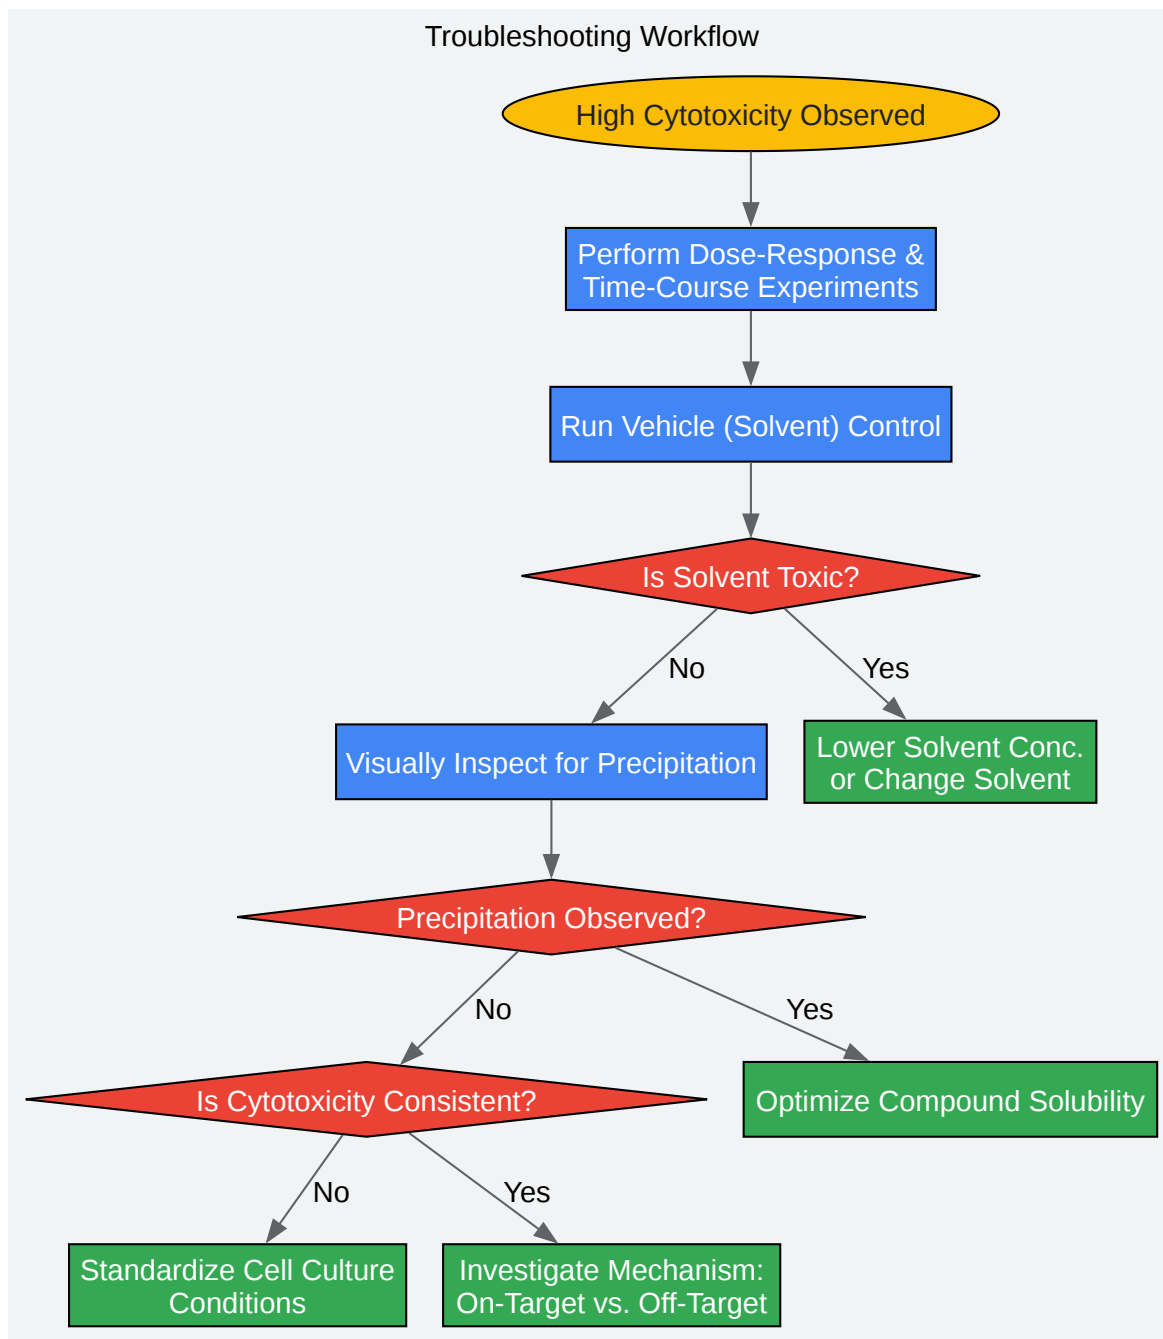 Troubleshooting Workflow
High Cytotoxicity Observed
Perform Dose-Response &
Time-Course Experiments
Run Vehicle (Solvent) Control
Is Solvent Toxic?
No
Yes
Visually Inspect for Precipitation
Lower Solvent Conc.
or Change Solvent
Precipitation Observed?
No
Yes
Is Cytotoxicity Consistent?
Optimize Compound Solubility
No
Yes
Standardize Cell Culture
Conditions
Investigate Mechanism:
On-Target vs. Off-Target